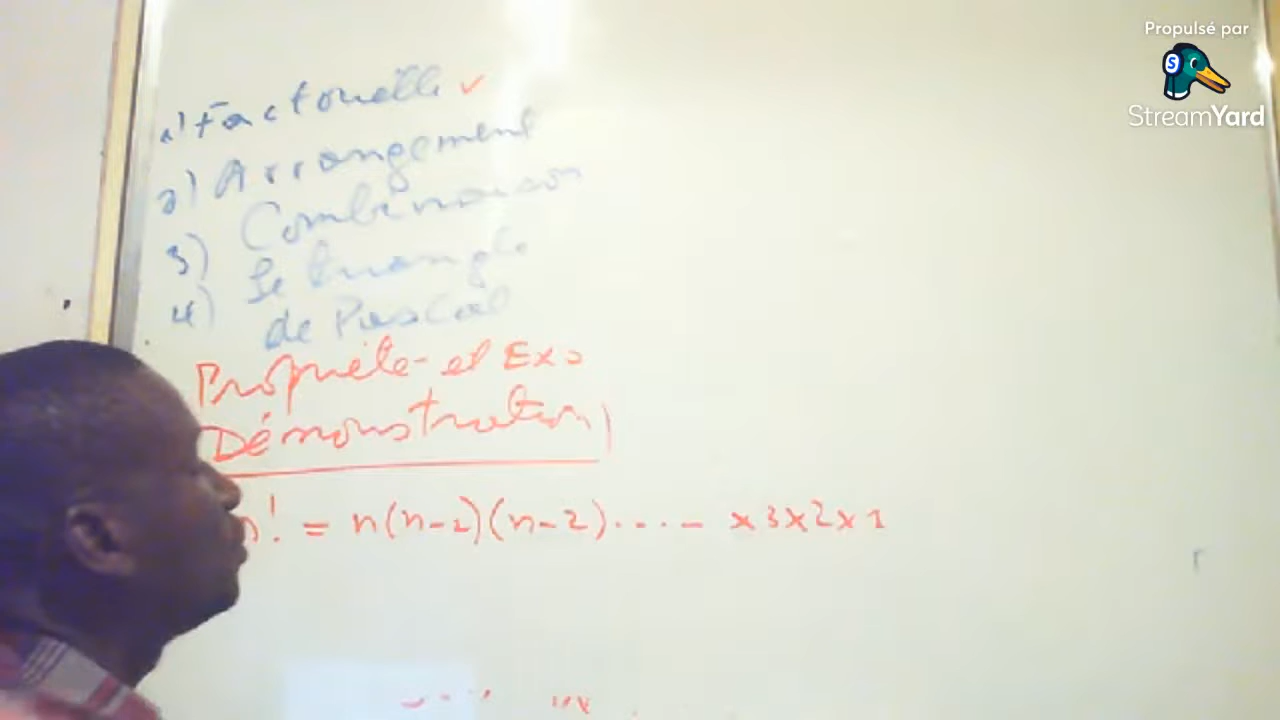 Propulsé par
StreamYard
1) Factorielle ✓
2) Arrangement
3) Combinaison
4) Le triangle
de Pascal
Propriété et Exo
Démonstration)
n! = n(n-1)(n-2)..... x3x2x1